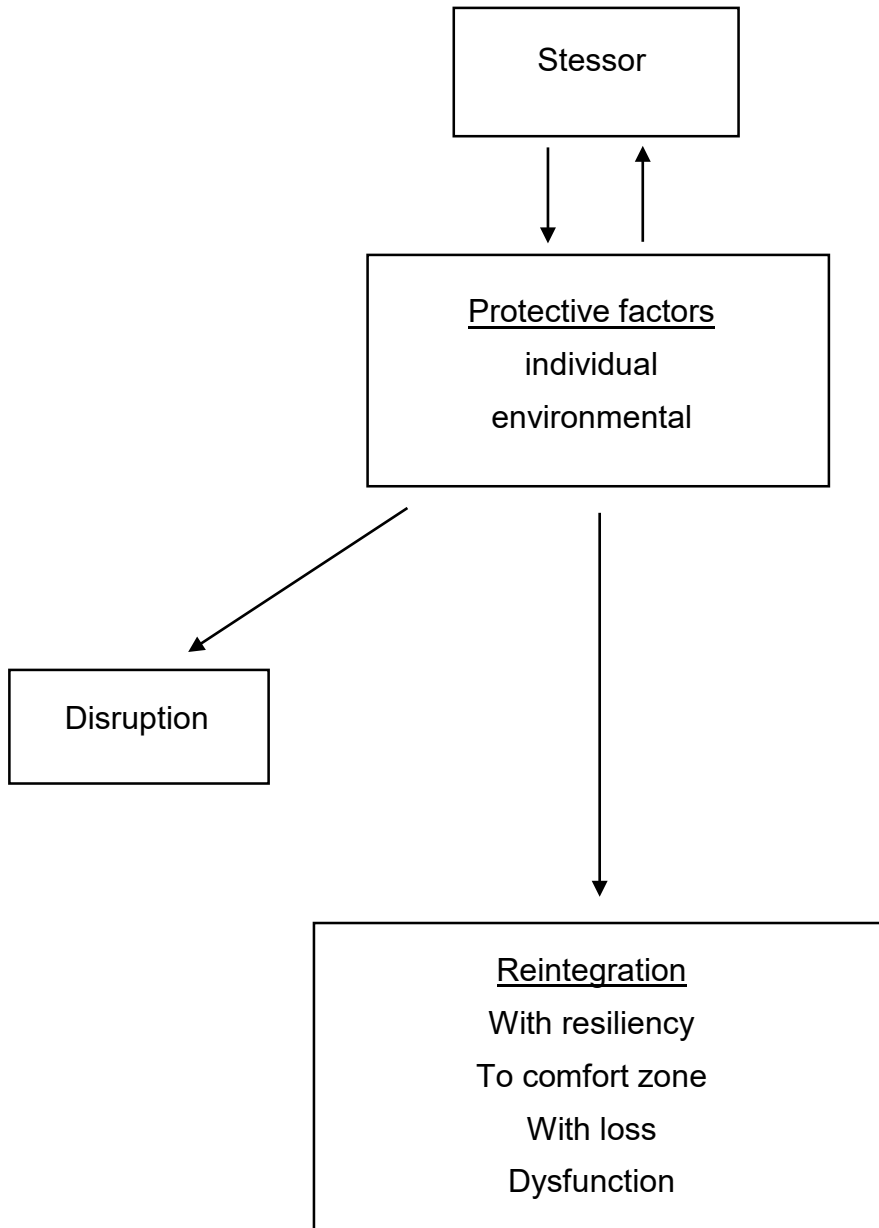 Stessor
Protective factors
individual
environmental
Disruption
Reintegration
With resiliency
To comfort zone
With loss
Dysfunction